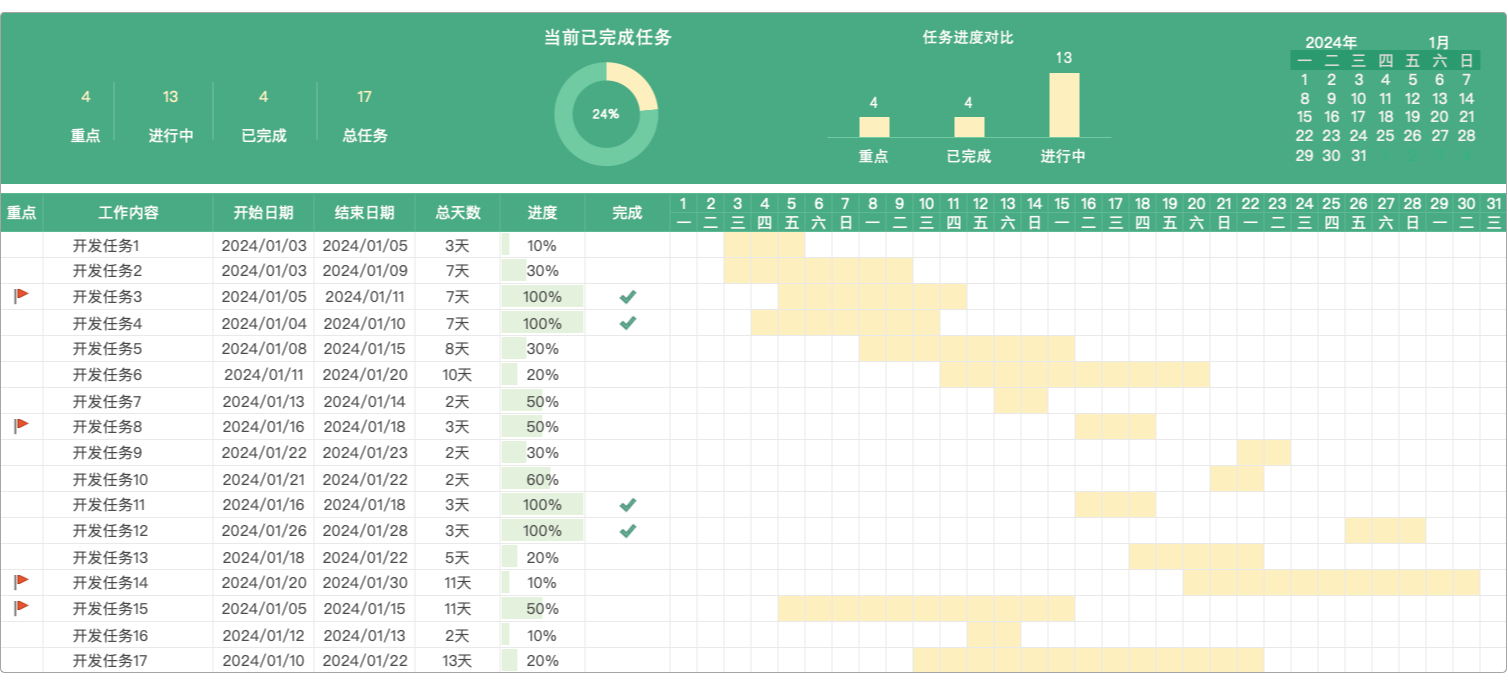 当前已完成任务
24%
4 13 4 17
重点 进行中 已完成 总任务
任务进度对比
4 4 13
重点 已完成 进行中
2024年 1月
一 二 三 四 五 六 日
1 2 3 4 5 6 7
8 9 10 11 12 13 14
15 16 17 18 19 20 21
22 23 24 25 26 27 28
29 30 31
重点 工作内容 开始日期 结束日期 总天数 进度 完成
1 2 3 4 5 6 7 8 9 10 11 12 13 14 15 16 17 18 19 20 21 22 23 24 25 26 27 28 29 30 31
一 二 三 四 五 六 日 一 二 三 四 五 六 日 一 二 三 四 五 六 日 一 二 三 四 五 六 日 一 二 三
开发任务1 2024/01/03 2024/01/05 3天 10%
开发任务2 2024/01/03 2024/01/09 7天 30%
开发任务3 2024/01/05 2024/01/11 7天 100%
开发任务4 2024/01/04 2024/01/10 7天 100%
开发任务5 2024/01/08 2024/01/15 8天 30%
开发任务6 2024/01/11 2024/01/20 10天 20%
开发任务7 2024/01/13 2024/01/14 2天 50%
开发任务8 2024/01/16 2024/01/18 3天 50%
开发任务9 2024/01/22 2024/01/23 2天 30%
开发任务10 2024/01/21 2024/01/22 2天 60%
开发任务11 2024/01/16 2024/01/18 3天 100%
开发任务12 2024/01/26 2024/01/28 3天 100%
开发任务13 2024/01/18 2024/01/22 5天 20%
开发任务14 2024/01/20 2024/01/30 11天 10%
开发任务15 2024/01/05 2024/01/15 11天 50%
开发任务16 2024/01/12 2024/01/13 2天 10%
开发任务17 2024/01/10 2024/01/22 13天 20%